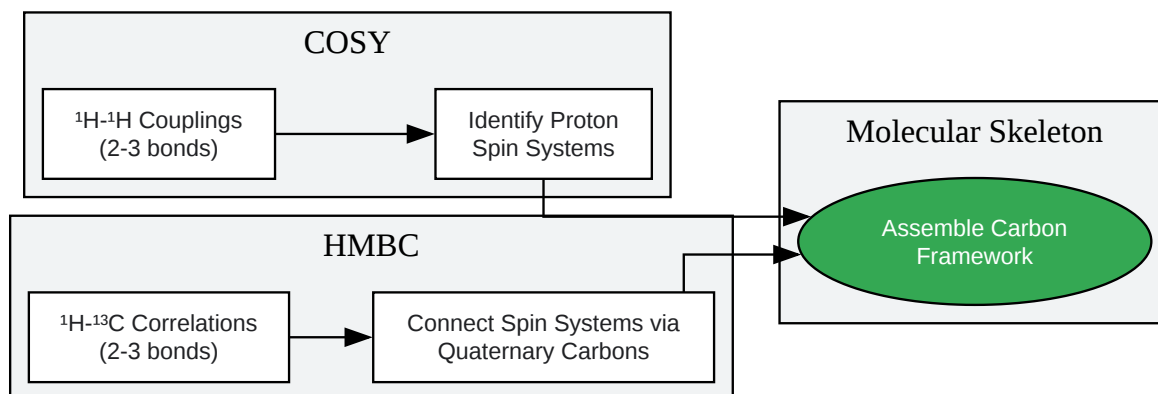 COSY
¹H-¹H Couplings
(2-3 bonds)
Identify Proton
Spin Systems
HMBC
¹H-¹³C Correlations
(2-3 bonds)
Connect Spin Systems via
Quaternary Carbons
Molecular Skeleton
Assemble Carbon
Framework